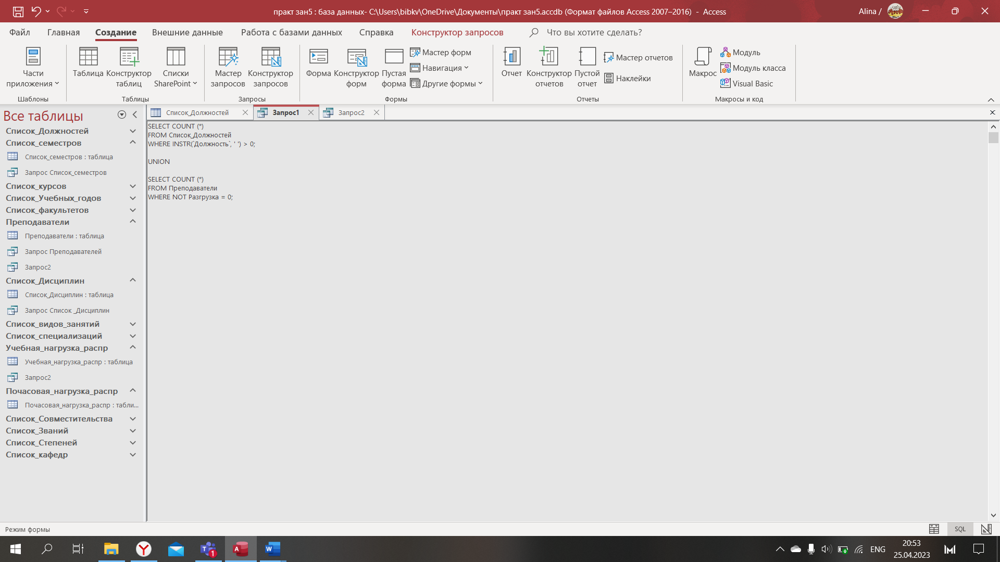 практ зан5 : база данных- C:\Users\bibkv\OneDrive\Документы\практ зан5.accdb (Формат файлов Access 2007–2016) - Access
Alina /
Файл Главная Создание Внешние данные Работа с базами данных Справка Конструктор запросов Что вы хотите сделать?
Части приложения
Таблица
Конструктор таблиц
Списки SharePoint
Мастер запросов
Конструктор запросов
Форма
Конструктор форм
Пустая форма
Мастер форм
Навигация
Другие формы
Отчет
Конструктор отчетов
Пустой отчет
Мастер отчетов
Наклейки
Макрос
Модуль
Модуль класса
Visual Basic
Шаблоны Таблицы Запросы Формы Отчеты Макросы и код
Все таблицы
Список_Должностей
Список_семестров
Список_семестров : таблица
Запрос Список_семестров
Список_курсов
Список_Учебных_годов
Список_факультетов
Преподаватели
Преподаватели : таблица
Запрос Преподавателей
Запрос2
Список_Дисциплин
Список_Дисциплин : таблица
Запрос Список _Дисциплин
Список_видов_занятий
Список_специализаций
Учебная_нагрузка_распр
Учебная_нагрузка_распр : таблица
Запрос2
Почасовая_нагрузка_распр
Почасовая_нагрузка_распр : табли...
Список_Совместительства
Список_Званий
Список_Степеней
Список_кафедр
Список_Должностей Запрос1 Запрос2
SELECT COUNT (*)
FROM Список_Должностей
WHERE INSTR(`Должность`, ' ') > 0;
UNION
SELECT COUNT (*)
FROM Преподаватели
WHERE NOT Разгрузка = 0;
Режим формы
SQL
1
ENG
20:53
25.04.2023